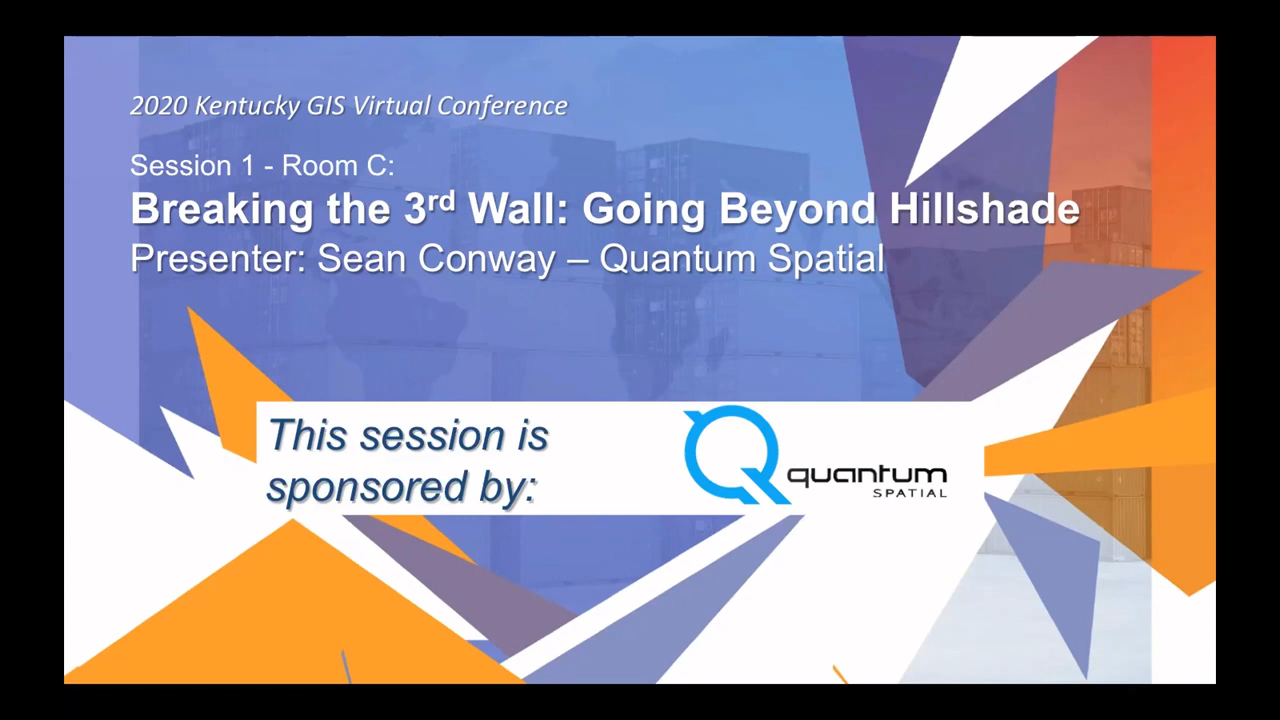 2020 Kentucky GIS Virtual Conference
Session 1 - Room C:
Breaking the 3rd Wall: Going Beyond Hillshade
Presenter: Sean Conway – Quantum Spatial
This session is
sponsored by:
quantum
SPATIAL